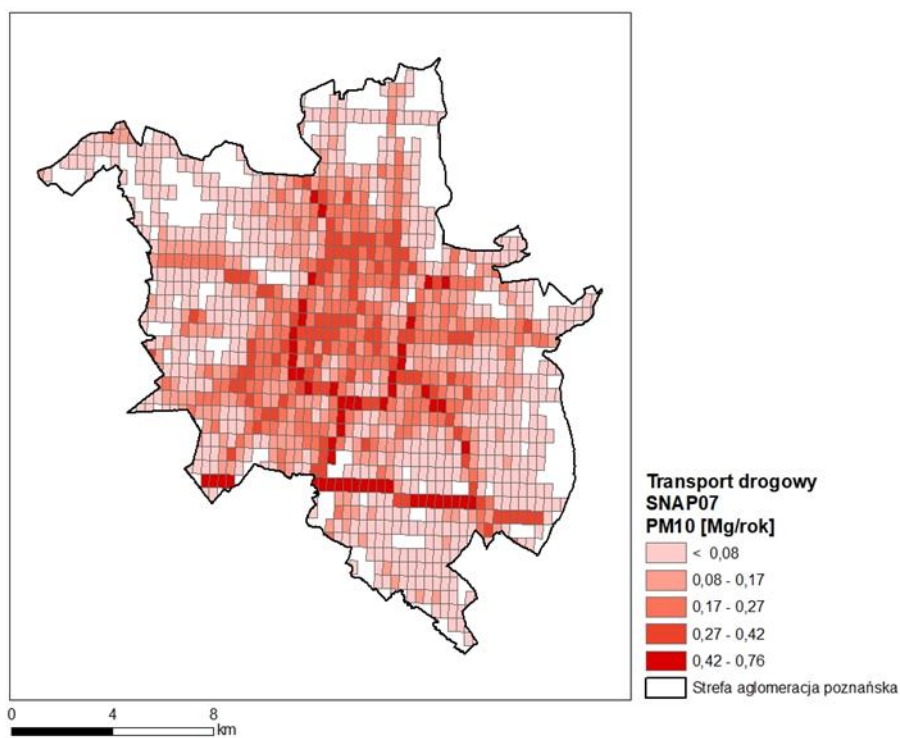 Transport drogowy
SNAP07
PM10 [Mg/rok]
< 0,08
0,08 - 0,17
0,17 - 0,27
0,27 - 0,42
0,42 - 0,76
Strefa aglomeracja poznańska
0 4 8
km